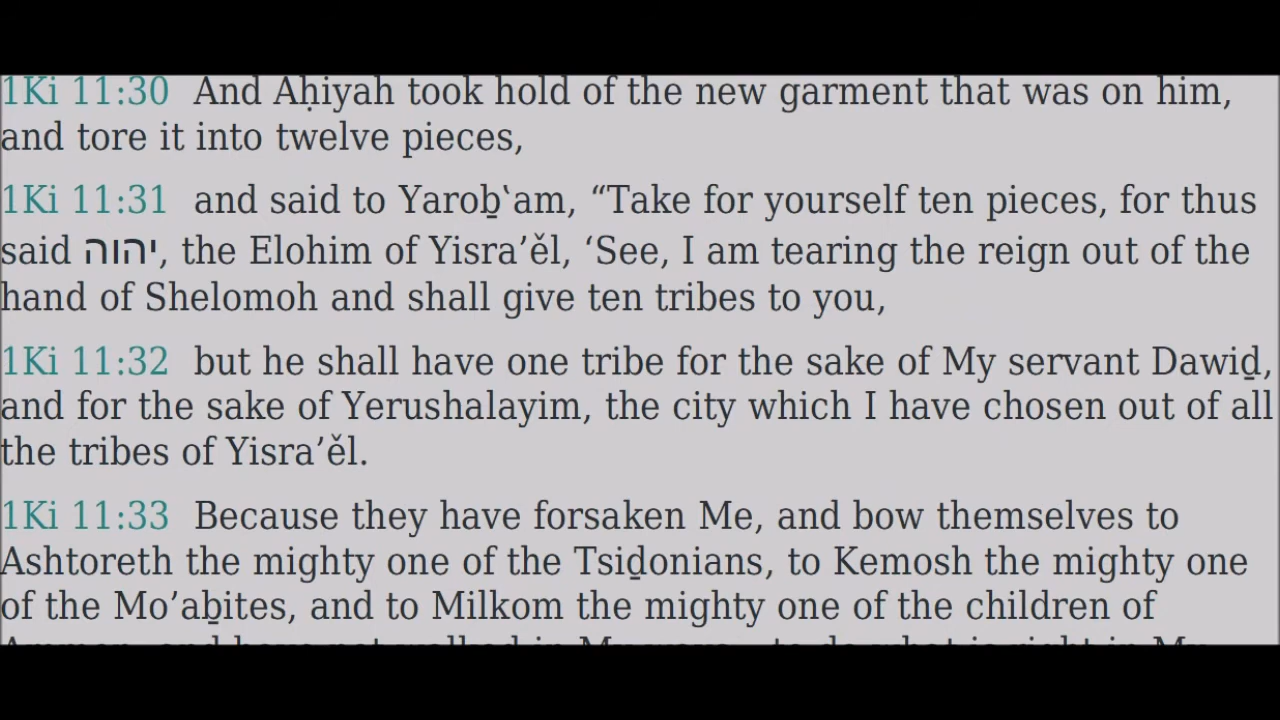 1Ki 11:30 And Aḥiyah took hold of the new garment that was on him,
and tore it into twelve pieces,
1Ki 11:31 and said to Yaroḇ‛am, “Take for yourself ten pieces, for thus
said יהוה, the Elohim of Yisra’ěl, ‘See, I am tearing the reign out of the
hand of Shelomoh and shall give ten tribes to you,
1Ki 11:32 but he shall have one tribe for the sake of My servant Dawiḏ,
and for the sake of Yerushalayim, the city which I have chosen out of all
the tribes of Yisra’ěl.
1Ki 11:33 Because they have forsaken Me, and bow themselves to
Ashtoreth the mighty one of the Tsiḏonians, to Kemosh the mighty one
of the Mo’aḇites, and to Milkom the mighty one of the children of